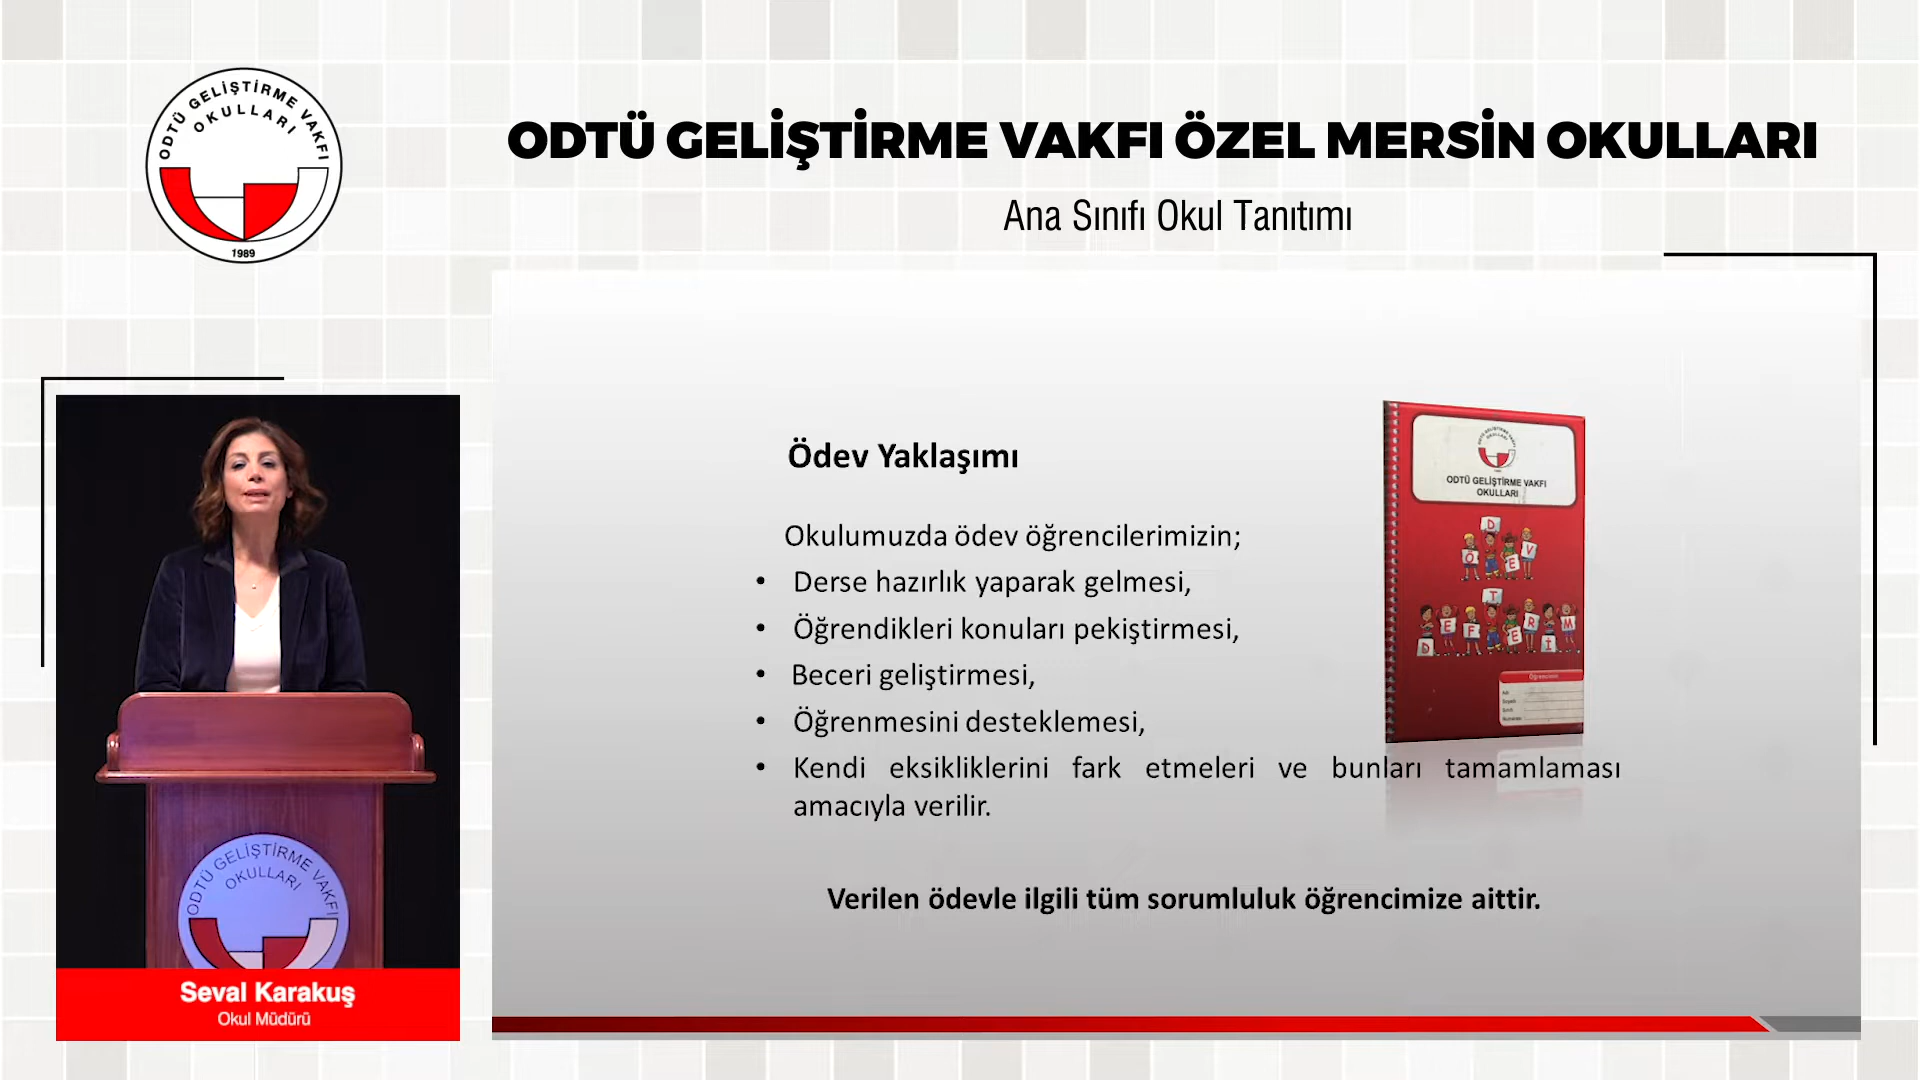 ODTÜ GELİŞTİRME VAKFI
OKULLARI
1989
ODTÜ GELİŞTİRME VAKFI ÖZEL MERSİN OKULLARI
Ana Sınıfı Okul Tanıtımı
Ödev Yaklaşımı
Okulumuzda ödev öğrencilerimizin;
• Derse hazırlık yaparak gelmesi,
• Öğrendikleri konuları pekiştirmesi,
• Beceri geliştirmesi,
• Öğrenmesini desteklemesi,
• Kendi eksikliklerini fark etmeleri ve bunları tamamlaması
amacıyla verilir.
Verilen ödevle ilgili tüm sorumluluk öğrencimize aittir.
ODTÜ GELİŞTİRME VAKFI
OKULLARI
ÖDEV
DEFTERİM
Öğrencinin
ODTÜ GELİŞTİRME VAKFI
OKULLARI
Seval Karakuş
Okul Müdürü